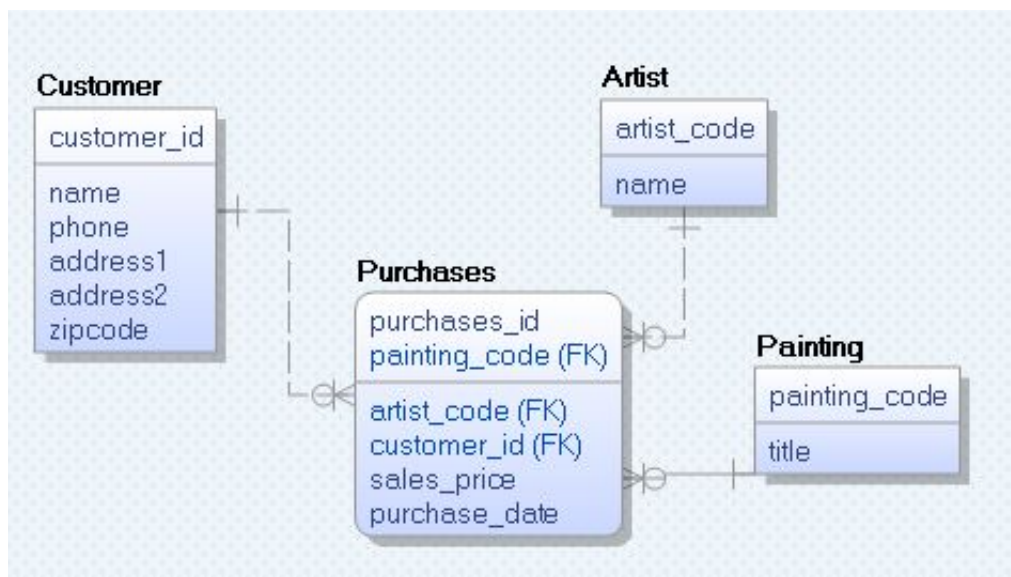 Customer
customer_id
name
phone
address1
address2
zipcode
Artist
artist_code
name
Purchases
purchases_id
painting_code (FK)
artist_code (FK)
customer_id (FK)
sales_price
purchase_date
Painting
painting_code
title